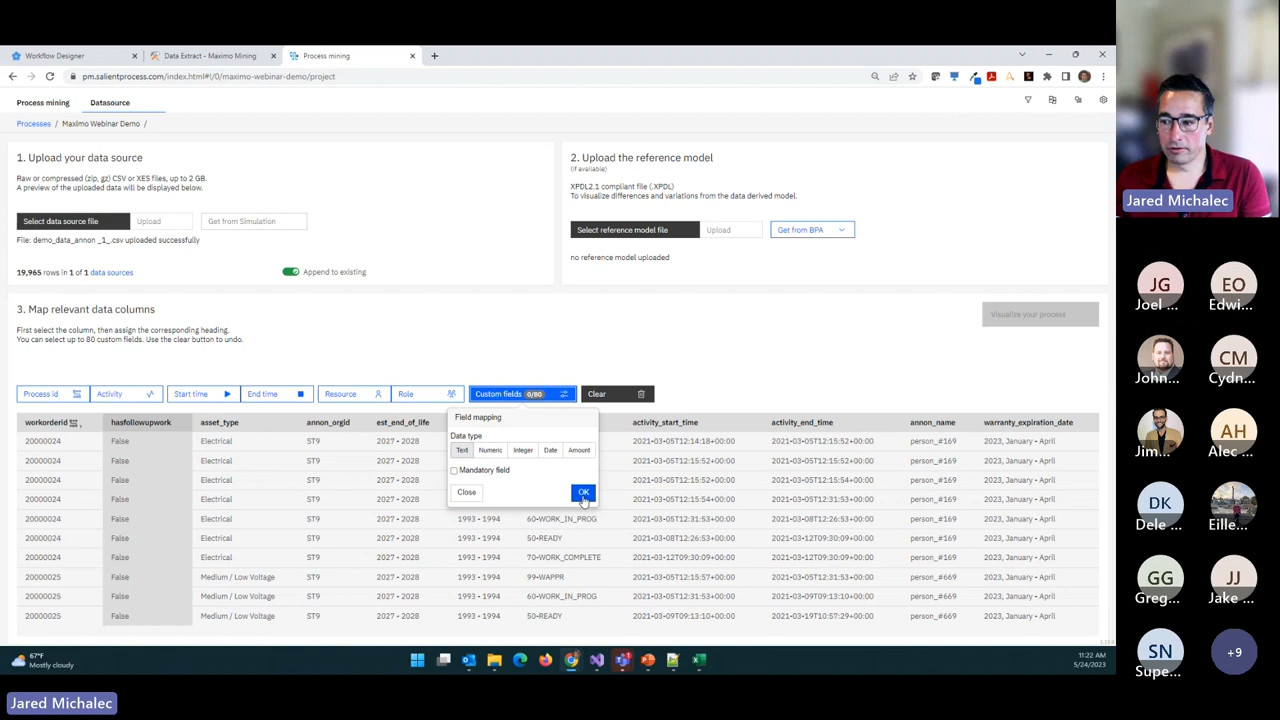 Workflow Designer
Data Extract - Maximo Mining
Process mining
pm.salientprocess.com/index.html#!/0/maximo-webinar-demo/project
Process mining
Datasource
Processes / Maximo Webinar Demo /
1. Upload your data source
Raw or compressed (zip, gz) CSV or XES files, up to 2 GB.
A preview of the uploaded data will be displayed below.
Select data source file
Upload
Get from Simulation
File: demo_data_annon _1_.csv uploaded successfully
19,965 rows in 1 of 1 data sources
Append to existing
2. Upload the reference model
(if available)
XPDL2.1 compliant file (.XPDL)
To visualize differences and variations from the data derived model.
Select reference model file
Upload
Get from BPA
no reference model uploaded
3. Map relevant data columns
First select the column, then assign the corresponding heading.
You can select up to 80 custom fields. Use the clear button to undo.
Visualize your process
Process id
Activity
Start time
End time
Resource
Role
Custom fields 0/80
Clear
Field mapping
Data type
Text Numeric Integer Date Amount
Mandatory field
Close
OK
workorderid hasfollowupwork asset_type annon_orgid est_end_of_life activity_start_time activity_end_time annon_name warranty_expiration_date
20000024 False Electrical ST9 2027 - 2028 2021-03-05T12:14:18+00:00 2021-03-05T12:15:52+00:00 person_#169 2023, January - April
20000024 False Electrical ST9 2027 - 2028 2021-03-05T12:15:52+00:00 2021-03-05T12:15:52+00:00 person_#169 2023, January - April
20000024 False Electrical ST9 2027 - 2028 2021-03-05T12:15:52+00:00 2021-03-05T12:15:54+00:00 person_#169 2023, January - April
20000024 False Electrical ST9 2027 - 2028 2021-03-05T12:15:54+00:00 2021-03-05T12:31:53+00:00 person_#169 2023, January - April
20000024 False Electrical ST9 2027 - 2028 1993 - 1994 60-WORK_IN_PROG 2021-03-05T12:31:53+00:00 2021-03-08T12:26:53+00:00 person_#169 2023, January - April
20000024 False Electrical ST9 2027 - 2028 1993 - 1994 50-READY 2021-03-08T12:26:53+00:00 2021-03-12T09:30:09+00:00 person_#169 2023, January - April
20000024 False Electrical ST9 2027 - 2028 1993 - 1994 70-WORK_COMPLETE 2021-03-12T09:30:09+00:00 2021-03-12T09:30:09+00:00 person_#169 2023, January - April
20000025 False Medium / Low Voltage ST9 2027 - 2028 1993 - 1994 99-WAPPR 2021-03-05T12:15:57+00:00 2021-03-05T12:31:53+00:00 person_#669 2023, January - April
20000025 False Medium / Low Voltage ST9 2027 - 2028 1993 - 1994 60-WORK_IN_PROG 2021-03-05T12:31:53+00:00 2021-03-09T09:13:10+00:00 person_#669 2023, January - April
20000025 False Medium / Low Voltage ST9 2027 - 2028 1993 - 1994 50-READY 2021-03-09T09:13:10+00:00 2021-03-19T10:57:29+00:00 person_#669 2023, January - April
67°F
Mostly cloudy
11:22 AM
5/24/2023
Jared Michalec
Jared Michalec
JG
Joel ...
EO
Edwi...
John...
CM
Cydn...
Jim...
AH
Alec ...
DK
Dele ...
Eille...
GG
Greg...
JJ
Jake ...
SN
Supe...
+9